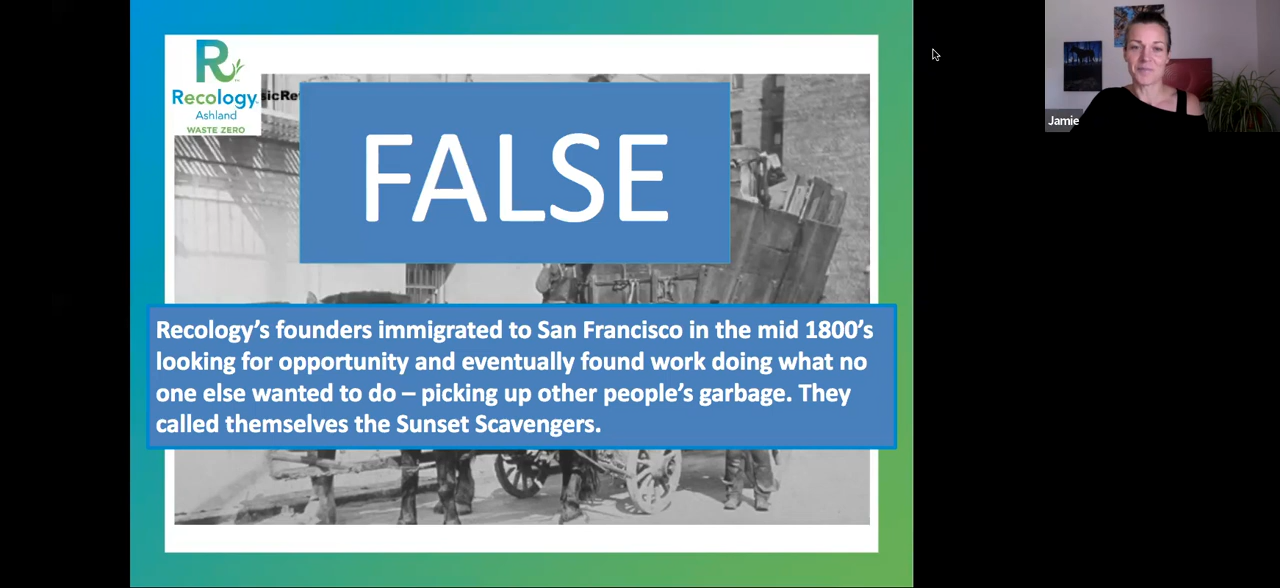 Recology
Ashland
WASTE ZERO
FALSE
Recology’s founders immigrated to San Francisco in the mid 1800’s
looking for opportunity and eventually found work doing what no
one else wanted to do – picking up other people’s garbage. They
called themselves the Sunset Scavengers.
Jamie